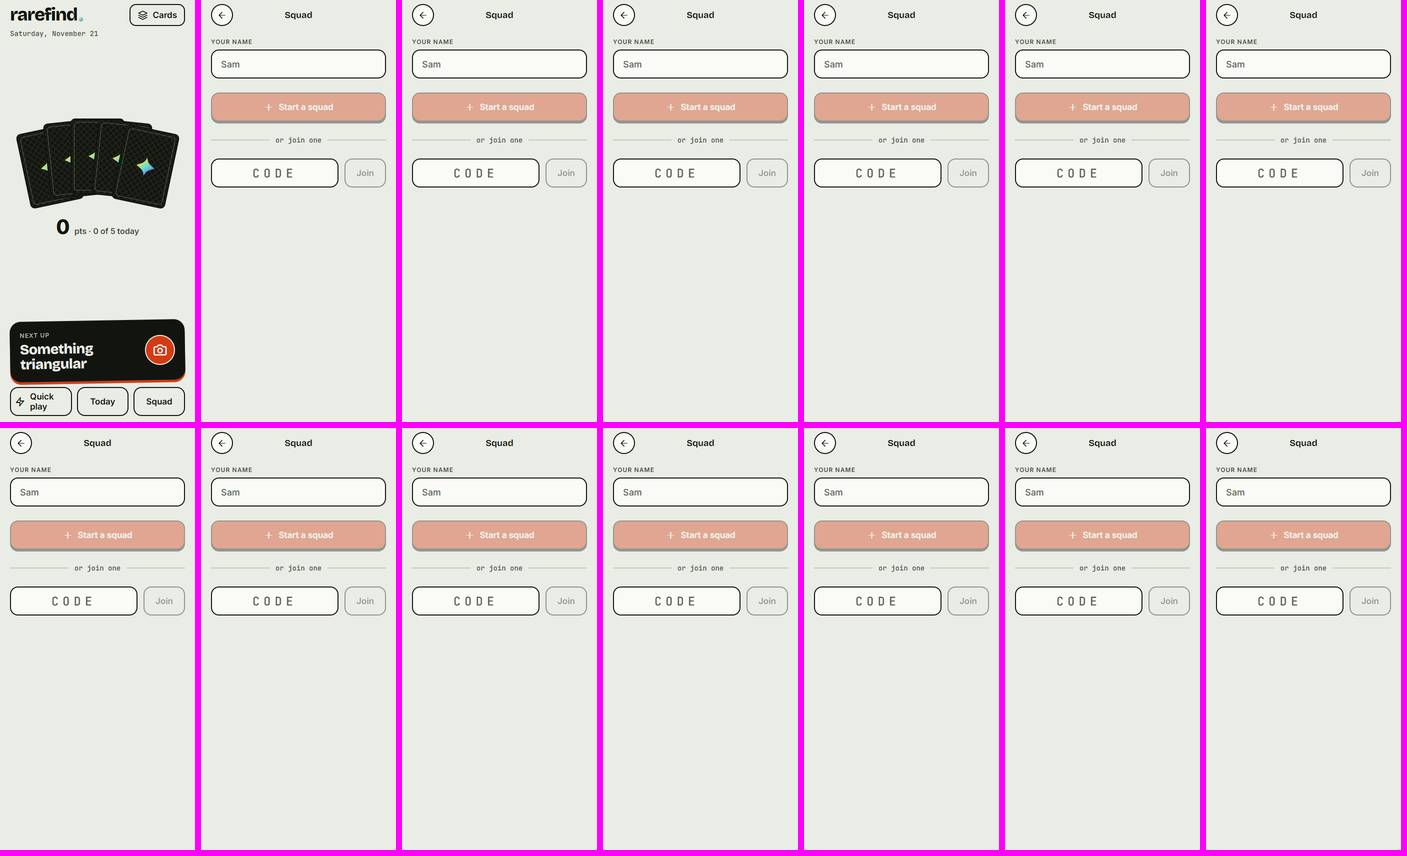 rarefind.
Cards
Saturday, November 21
0 pts · 0 of 5 today
NEXT UP
Something
triangular
Quick
play
Today
Squad
Squad
YOUR NAME
Sam
+ Start a squad
or join one
CODE
Join
Squad
YOUR NAME
Sam
+ Start a squad
or join one
CODE
Join
Squad
YOUR NAME
Sam
+ Start a squad
or join one
CODE
Join
Squad
YOUR NAME
Sam
+ Start a squad
or join one
CODE
Join
Squad
YOUR NAME
Sam
+ Start a squad
or join one
CODE
Join
Squad
YOUR NAME
Sam
+ Start a squad
or join one
CODE
Join
Squad
YOUR NAME
Sam
+ Start a squad
or join one
CODE
Join
Squad
YOUR NAME
Sam
+ Start a squad
or join one
CODE
Join
Squad
YOUR NAME
Sam
+ Start a squad
or join one
CODE
Join
Squad
YOUR NAME
Sam
+ Start a squad
or join one
CODE
Join
Squad
YOUR NAME
Sam
+ Start a squad
or join one
CODE
Join
Squad
YOUR NAME
Sam
+ Start a squad
or join one
CODE
Join
Squad
YOUR NAME
Sam
+ Start a squad
or join one
CODE
Join